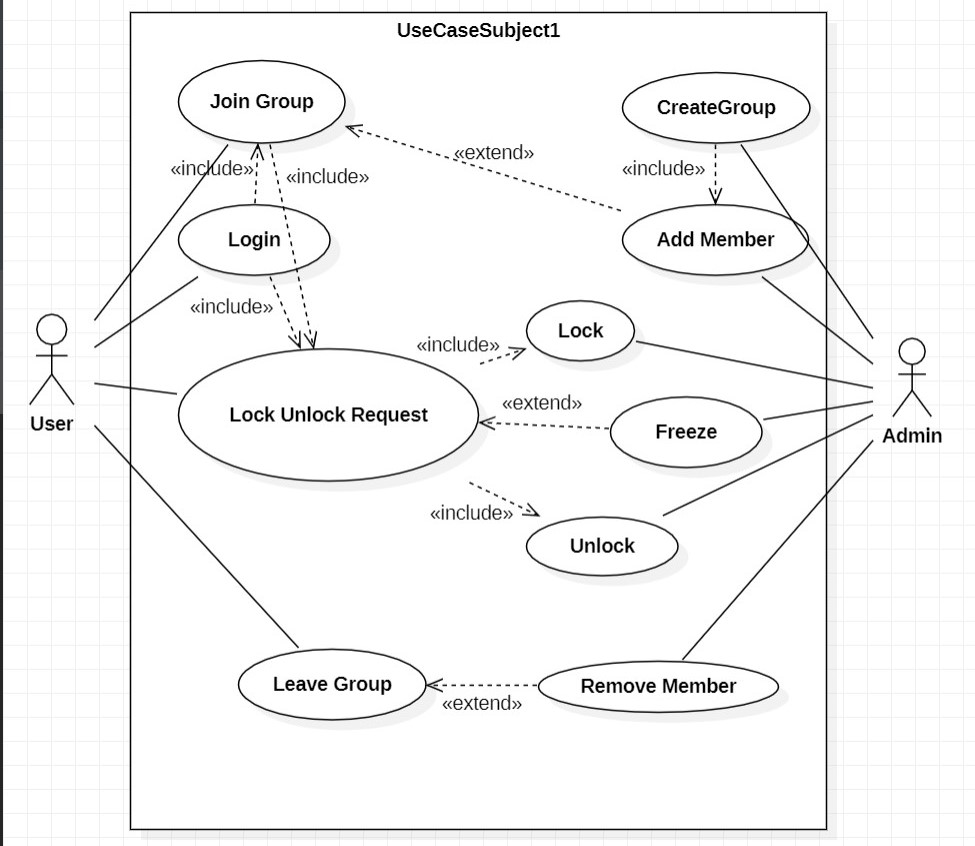 UseCaseSubject1
Join Group
CreateGroup
«extend»
«include»
«include»
«include»
Login
Add Member
«include»
Lock
«include»
Lock Unlock Request
«extend»
Freeze
User
Admin
«include»
Unlock
Leave Group
Remove Member
«extend»